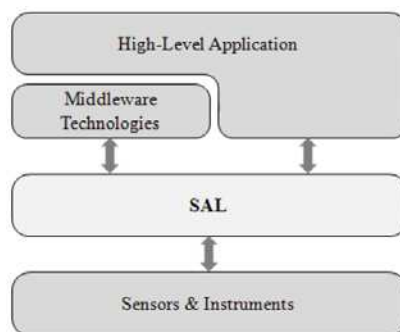 High-Level Application
Middleware
Technologies
SAL
Sensors & Instruments